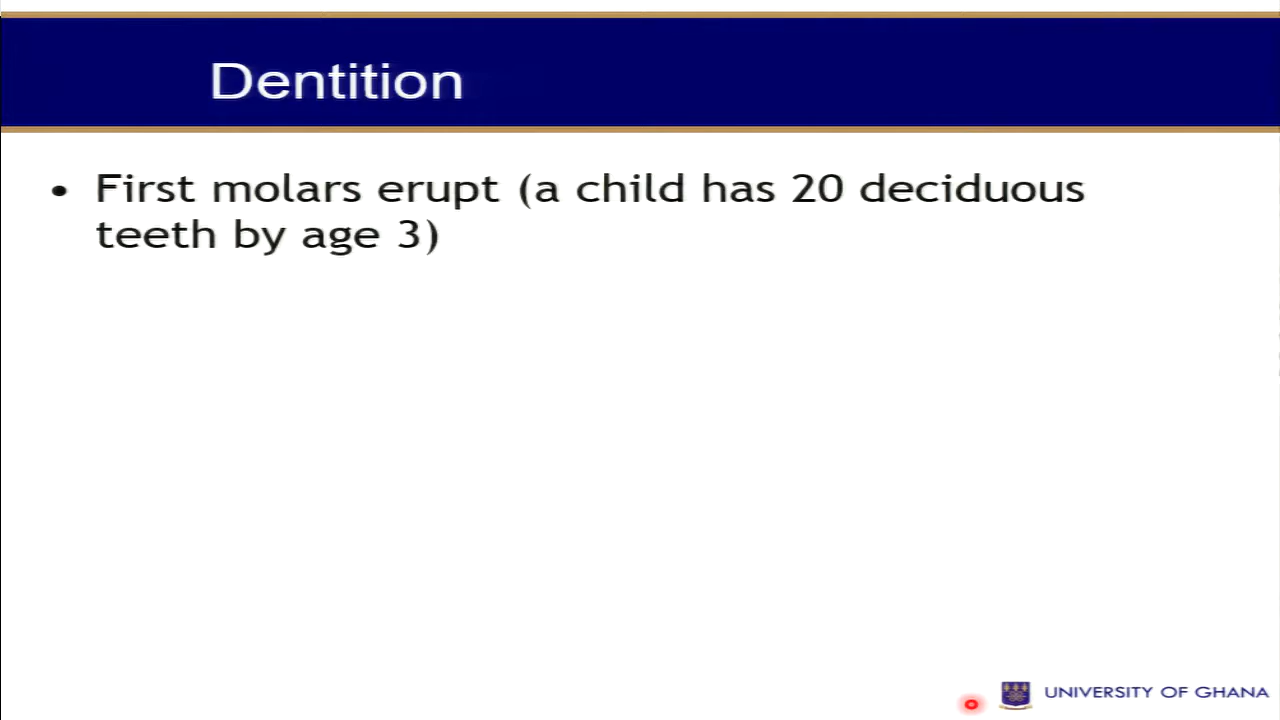 Dentition
• First molars erupt (a child has 20 deciduous
teeth by age 3)
UNIVERSITY OF GHANA